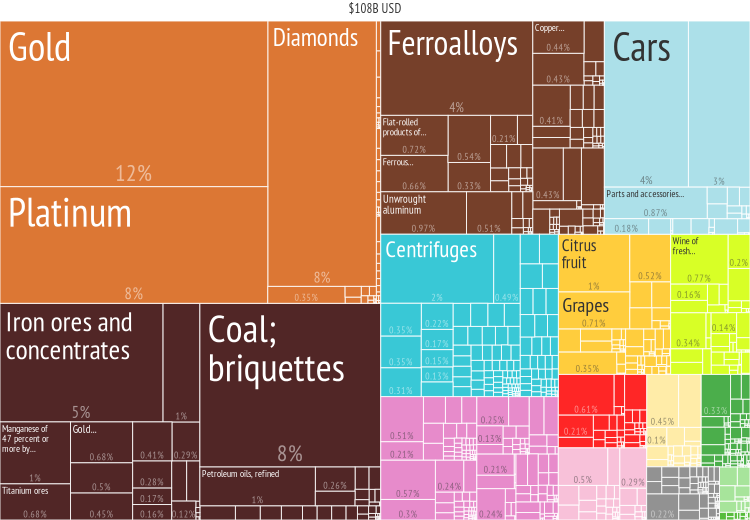 $108B USD
Gold
12%
Platinum
8%
Diamonds
8%
0.35%
Iron ores and
concentrates
5%
1%
Manganese of
47 percent or
more by...
1%
Titanium ores
0.68%
Gold...
0.68%
0.5%
0.45%
0.41%
0.29%
0.28%
0.17%
0.16%
0.12%
Coal;
briquettes
8%
Petroleum oils, refined
1%
0.26%
Ferroalloys
4%
Flat-rolled
products of...
0.72%
Ferrous...
0.66%
0.54%
0.33%
0.21%
Unwrought
aluminum
0.97%
0.51%
Copper...
0.44%
0.43%
0.41%
0.43%
Cars
4%
3%
Parts and accessories...
0.87%
0.18%
Centrifuges
2%
0.49%
0.35%
0.35%
0.31%
0.22%
0.17%
0.15%
0.13%
Citrus
fruit
1%
0.52%
Grapes
0.71%
0.35%
Wine of
fresh...
0.77%
0.2%
0.16%
0.14%
0.34%
0.51%
0.21%
0.25%
0.13%
0.57%
0.3%
0.24%
0.21%
0.24%
0.61%
0.21%
0.45%
0.1%
0.33%
0.5%
0.29%
0.22%